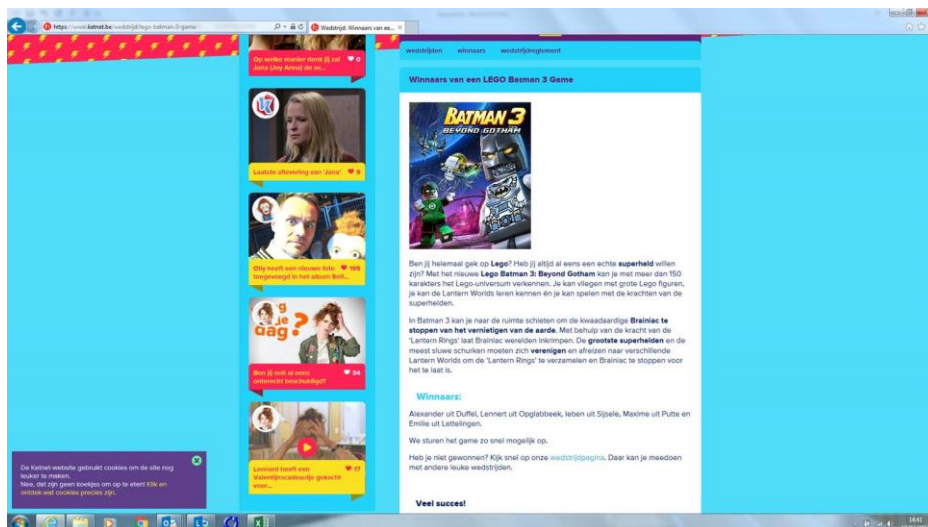 https://www.ketnet.be/wedstrijd/lego-batman-3-game
Wedstrijd: Winnaars van ee...
Op welke manier denk jij zal
Jana (Joy Anna) de sc...
0
Laatste aflevering van 'Jana'
9
Olly heeft een nieuwe foto
toegevoegd in het album Belf...
199
g
je
dag?
Ben jij ooit al eens
onterecht beschuldigd?
34
Lennard heeft een
Valentijnscadeautje gekocht
voor...
17
wedstrijden winnaars wedstrijdreglement
Winnaars van een LEGO Batman 3 Game
BATMAN 3
BEYOND GOTHAM
Ben jij helemaal gek op Lego? Heb jij altijd al eens een echte superheld willen
zijn? Met het nieuwe Lego Batman 3: Beyond Gotham kan je met meer dan 150
karakters het Lego-universum verkennen. Je kan vliegen met grote Lego figuren,
je kan de Lantern Worlds leren kennen én je kan spelen met de krachten van de
superhelden.
In Batman 3 kan je naar de ruimte schieten om de kwaadaardige Brainiac te
stoppen van het vernietigen van de aarde. Met behulp van de kracht van de
'Lantern Rings' laat Brainiac werelden inkrimpen. De grootste superhelden en de
meest sluwe schurken moeten zich verenigen en afreizen naar verschillende
Lantern Worlds om de 'Lantern Rings' te verzamelen en Brainiac te stoppen voor
het te laat is.
Winnaars:
Alexander uit Duffel, Lennert uit Opglabbeek, Ieben uit Sijsele, Maxime uit Putte en
Emilie uit Lettelingen.
We sturen het game zo snel mogelijk op.
Heb je niet gewonnen? Kijk snel op onze wedstrijdpagina. Daar kan je meedoen
met andere leuke wedstrijden.
Veel succes!
De Ketnet-website gebruikt cookies om de site nog
leuker te maken.
Nee, dat zijn geen koekjes om op te eten! Klik en
ontdek wat cookies precies zijn.
14:41